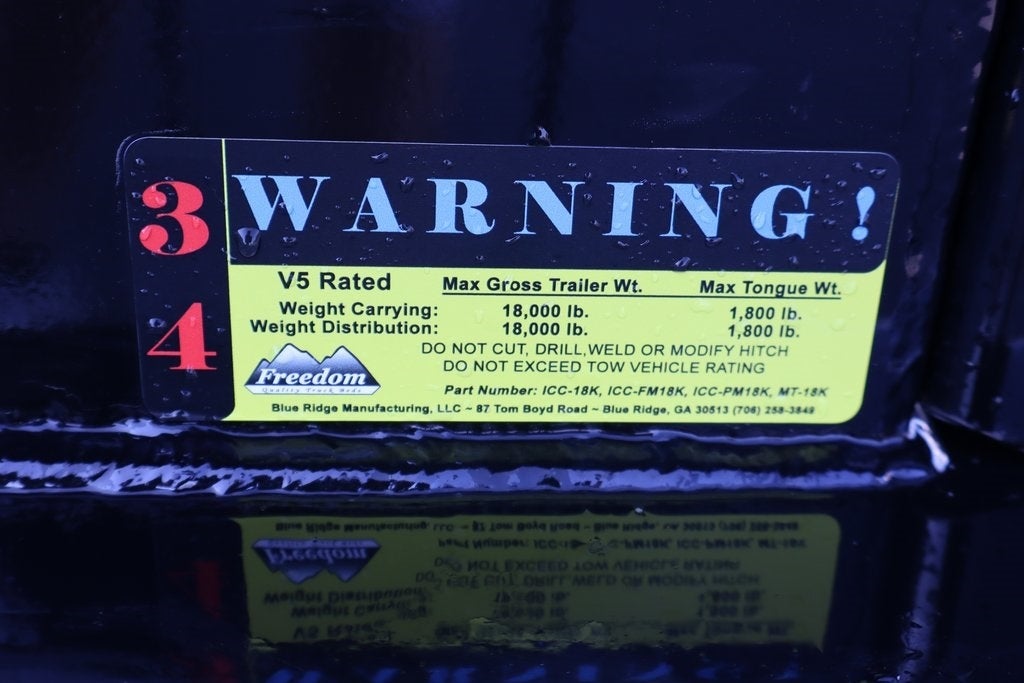 3 WARNING!
4
V5 Rated Max Gross Trailer Wt. Max Tongue Wt.
Weight Carrying: 18,000 lb. 1,800 lb.
Weight Distribution: 18,000 lb. 1,800 lb.
DO NOT CUT, DRILL,WELD OR MODIFY HITCH
DO NOT EXCEED TOW VEHICLE RATING
Freedom
Quality Truck Beds
Part Number: ICC-18K, ICC-FM18K, ICC-PM18K, MT-18K
Blue Ridge Manufacturing, LLC ~ 87 Tom Boyd Road ~ Blue Ridge, GA 30513 (706) 258-3849